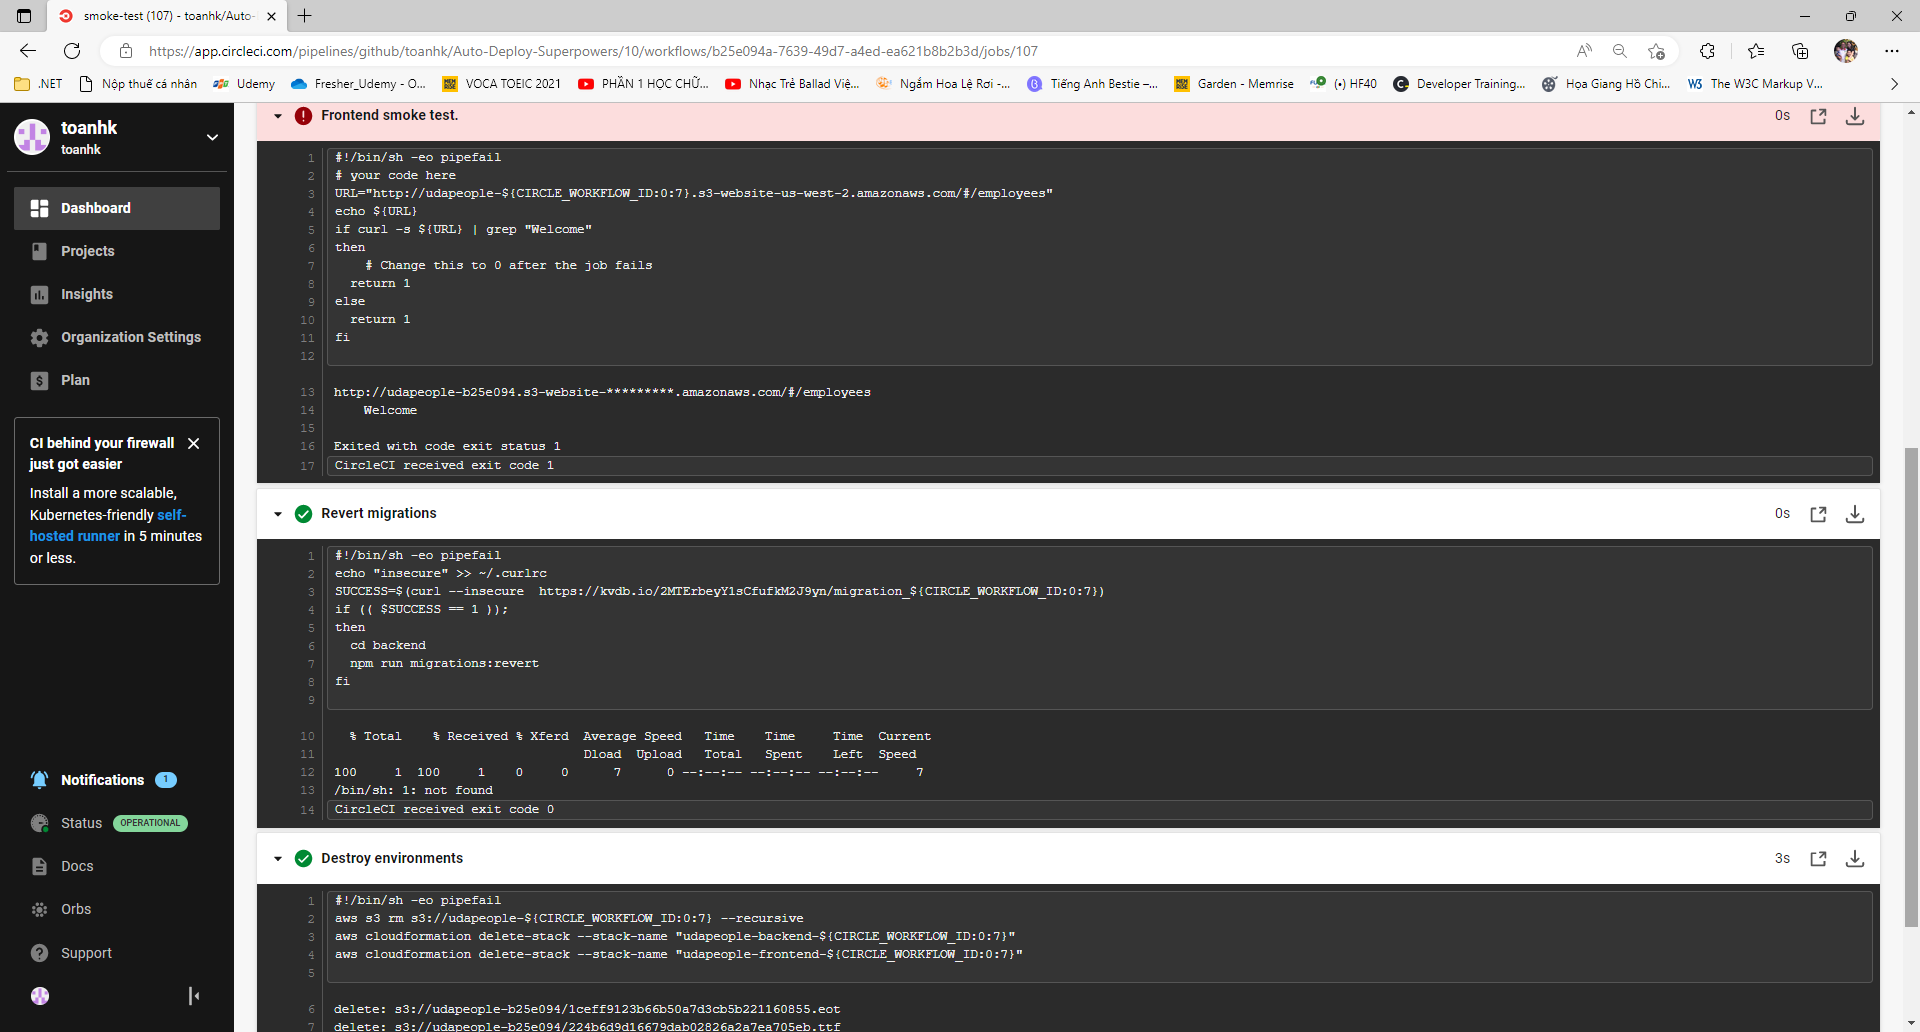 smoke-test (107) - toanhk/Auto-
https://app.circleci.com/pipelines/github/toanhk/Auto-Deploy-Superpowers/10/workflows/b25e094a-7639-49d7-a4ed-ea621b8b2b3d/jobs/107
.NET
Nộp thuế cá nhân
Udemy
Fresher_Udemy - O...
VOCA TOEIC 2021
PHẦN 1 HỌC CHỮ...
Nhạc Trẻ Ballad Việ...
Ngắm Hoa Lệ Rơi -...
Tiếng Anh Bestie –...
Garden - Memrise
(•) HF40
Developer Training...
Họa Giang Hồ Chi...
W3 The W3C Markup V...
toanhk
toanhk
Dashboard
Projects
Insights
Organization Settings
Plan
CI behind your firewall
just got easier
Install a more scalable,
Kubernetes-friendly self-
hosted runner in 5 minutes
or less.
Notifications 1
Status OPERATIONAL
Docs
Orbs
Support
Frontend smoke test. 0s
1 #!/bin/sh -eo pipefail
2 # your code here
3 URL="http://udapeople-${CIRCLE_WORKFLOW_ID:0:7}.s3-website-us-west-2.amazonaws.com/#/employees"
4 echo ${URL}
5 if curl -s ${URL} | grep "Welcome"
6 then
7 # Change this to 0 after the job fails
8 return 1
9 else
10 return 1
11 fi
12
13 http://udapeople-b25e094.s3-website-*********.amazonaws.com/#/employees
14 Welcome
15
16 Exited with code exit status 1
17 CircleCI received exit code 1
Revert migrations 0s
1 #!/bin/sh -eo pipefail
2 echo "insecure" >> ~/.curlrc
3 SUCCESS=$(curl --insecure https://kvdb.io/2MTErbeyY1sCfufkM2J9yn/migration_${CIRCLE_WORKFLOW_ID:0:7})
4 if (( $SUCCESS == 1 ));
5 then
6 cd backend
7 npm run migrations:revert
8 fi
9
10 % Total % Received % Xferd Average Speed Time Time Time Current
11 Dload Upload Total Spent Left Speed
12 100 1 100 1 0 0 7 0 --:--:-- --:--:-- --:--:-- 7
13 /bin/sh: 1: not found
14 CircleCI received exit code 0
Destroy environments 3s
1 #!/bin/sh -eo pipefail
2 aws s3 rm s3://udapeople-${CIRCLE_WORKFLOW_ID:0:7} --recursive
3 aws cloudformation delete-stack --stack-name "udapeople-backend-${CIRCLE_WORKFLOW_ID:0:7}"
4 aws cloudformation delete-stack --stack-name "udapeople-frontend-${CIRCLE_WORKFLOW_ID:0:7}"
5
6 delete: s3://udapeople-b25e094/1ceff9123b66b50a7d3cb5b221160855.eot
7 delete: s3://udapeople-b25e094/224b6d9d16679dab02826a2a7ea705eb.ttf